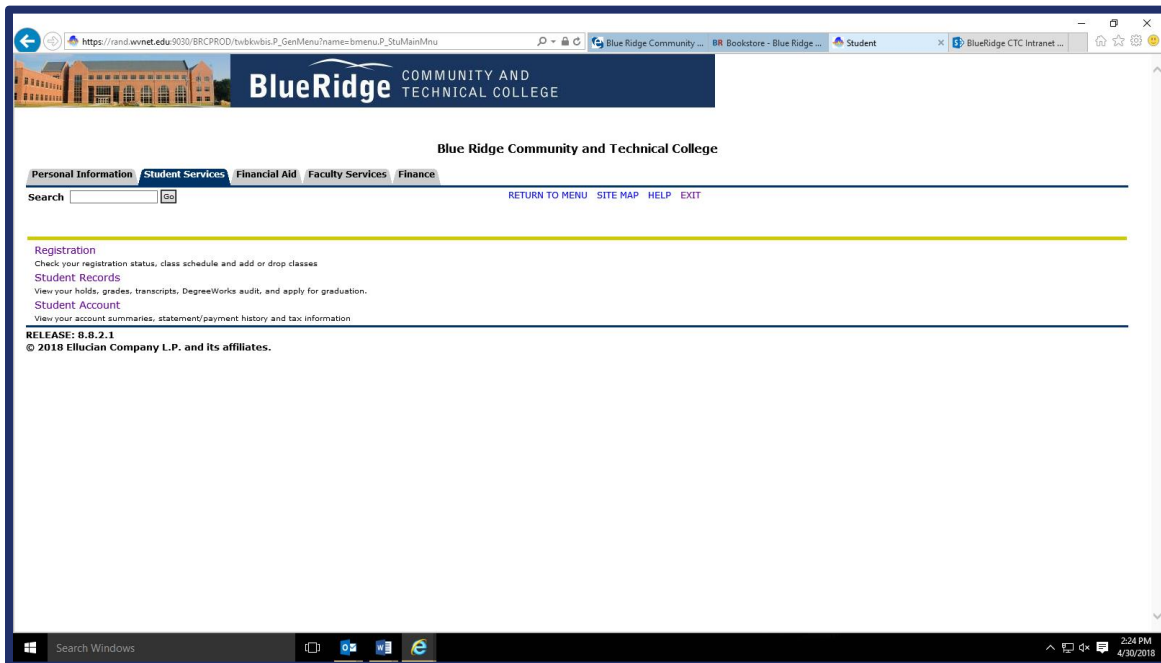 https://rand.wvnet.edu:9030/BRCPROD/twbkwbis.P_GenMenu?name=bmenu.P_StuMainMnu
Blue Ridge Community ...
BR Bookstore - Blue Ridge ...
Student
BlueRidge CTC Intranet ...
BlueRidge COMMUNITY AND
TECHNICAL COLLEGE
Blue Ridge Community and Technical College
Personal Information Student Services Financial Aid Faculty Services Finance
Search Go RETURN TO MENU SITE MAP HELP EXIT
Registration
Check your registration status, class schedule and add or drop classes
Student Records
View your holds, grades, transcripts, DegreeWorks audit, and apply for graduation.
Student Account
View your account summaries, statement/payment history and tax information
RELEASE: 8.8.2.1
© 2018 Ellucian Company L.P. and its affiliates.
Search Windows
2:24 PM
4/30/2018